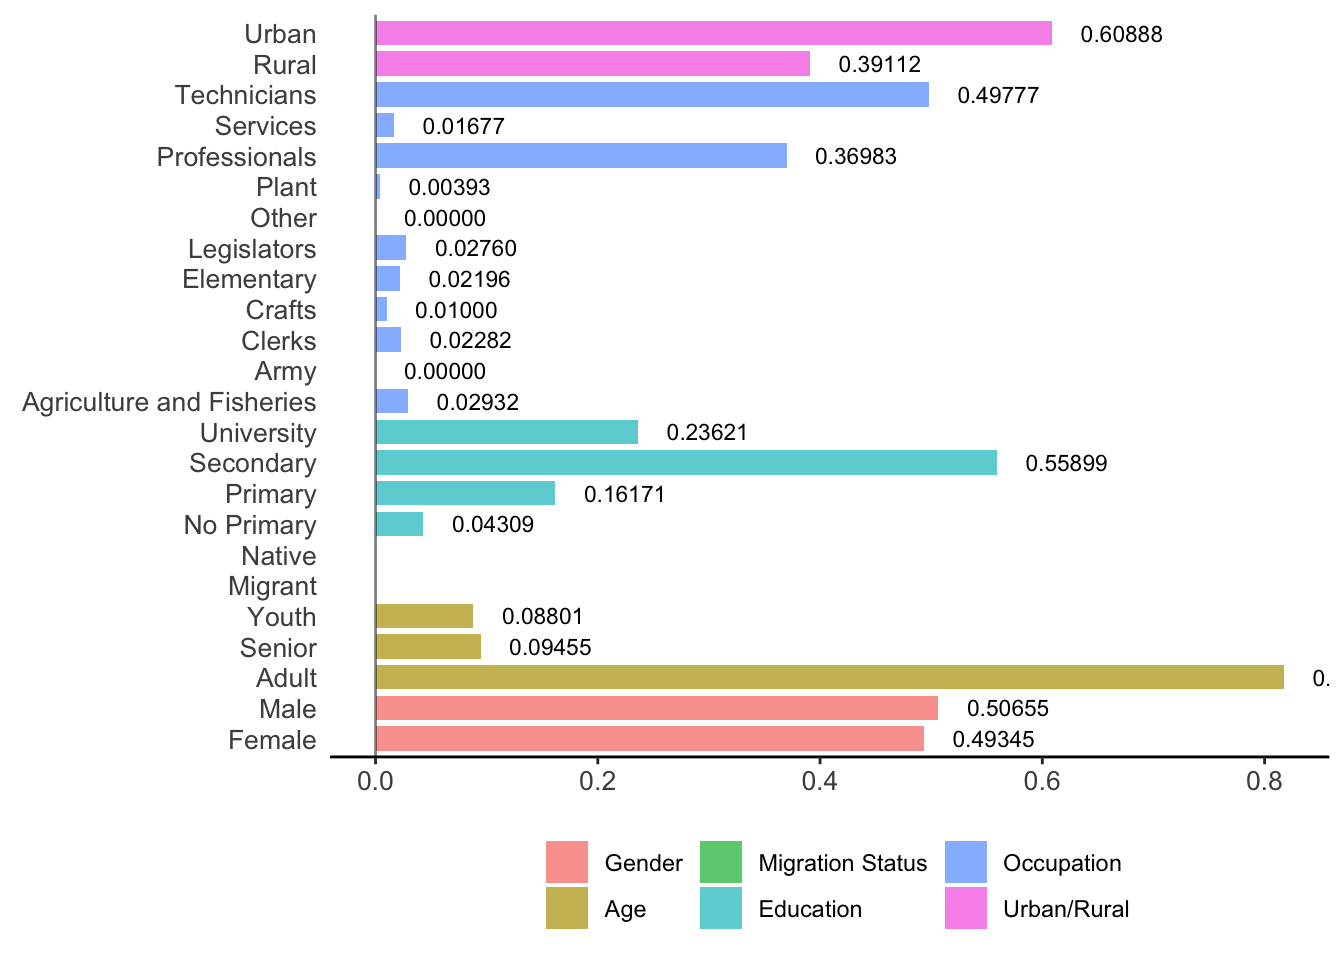 Urban 0.60888
Rural 0.39112
Technicians 0.49777
Services 0.01677
Professionals 0.36983
Plant 0.00393
Other 0.00000
Legislators 0.02760
Elementary 0.02196
Crafts 0.01000
Clerks 0.02282
Army 0.00000
Agriculture and Fisheries 0.02932
University 0.23621
Secondary 0.55899
Primary 0.16171
No Primary 0.04309
Native
Migrant
Youth 0.08801
Senior 0.09455
Adult 0.
Male 0.50655
Female 0.49345
0.0 0.2 0.4 0.6 0.8
Gender Migration Status Occupation
Age Education Urban/Rural